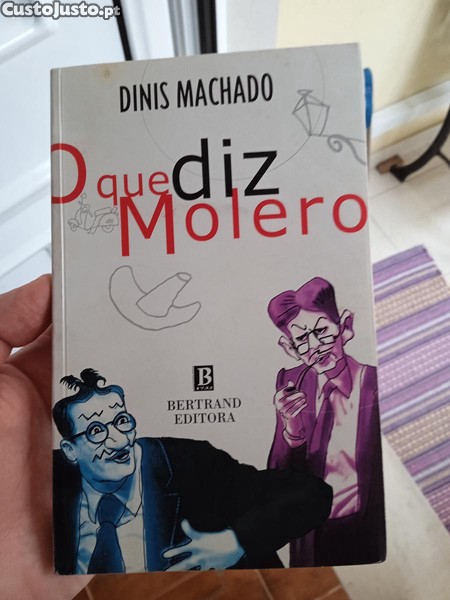 CustoJusto.pt
DINIS MACHADO
O que diz
Molero
B
BERTRAND
EDITORA